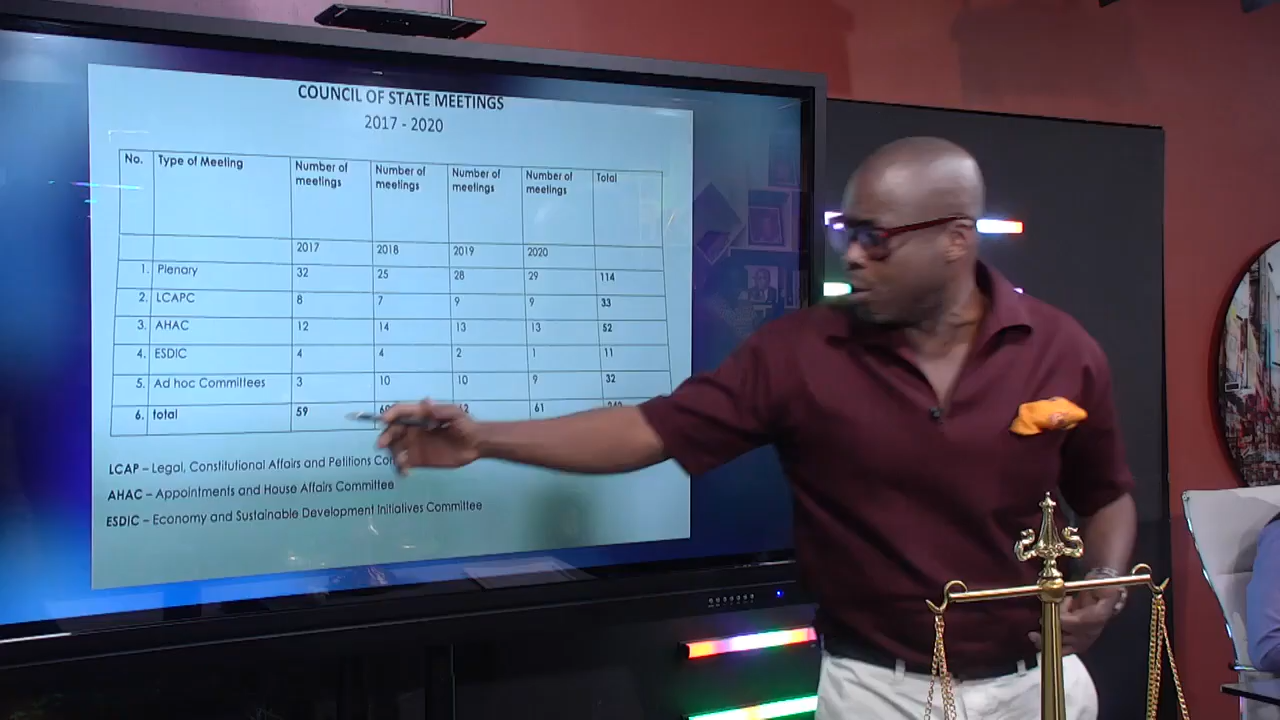 COUNCIL OF STATE MEETINGS
2017 - 2020
No. Type of Meeting Number of meetings Number of meetings Number of meetings Number of meetings Total
2017 2018 2019 2020
1. Plenary 32 25 28 29 114
2. LCAPC 8 7 9 9 33
3. AHAC 12 14 13 13 52
4. ESDIC 4 4 2 1 11
5. Ad hoc Committees 3 10 10 9 32
6. total 59 61
LCAP – Legal, Constitutional Affairs and Petitions
AHAC – Appointments and House Affairs Committee
ESDIC – Economy and Sustainable Development Initiatives Committee